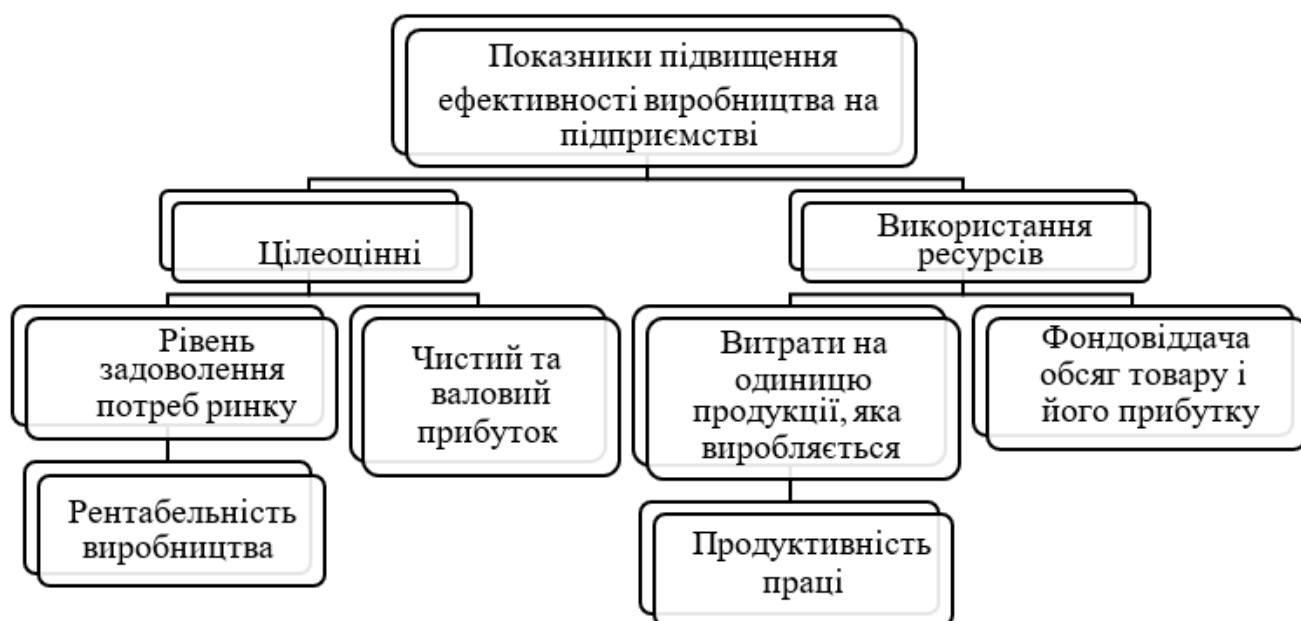 Показники підвищення
ефективності виробництва на
підприємстві
Цілеоцінні
Використання
ресурсів
Рівень
задоволення
потреб ринку
Чистий та
валовий
прибуток
Витрати на
одиницю
продукції, яка
виробляється
Фондовіддача
обсяг товару і
його прибутку
Рентабельність
виробництва
Продуктивність
праці